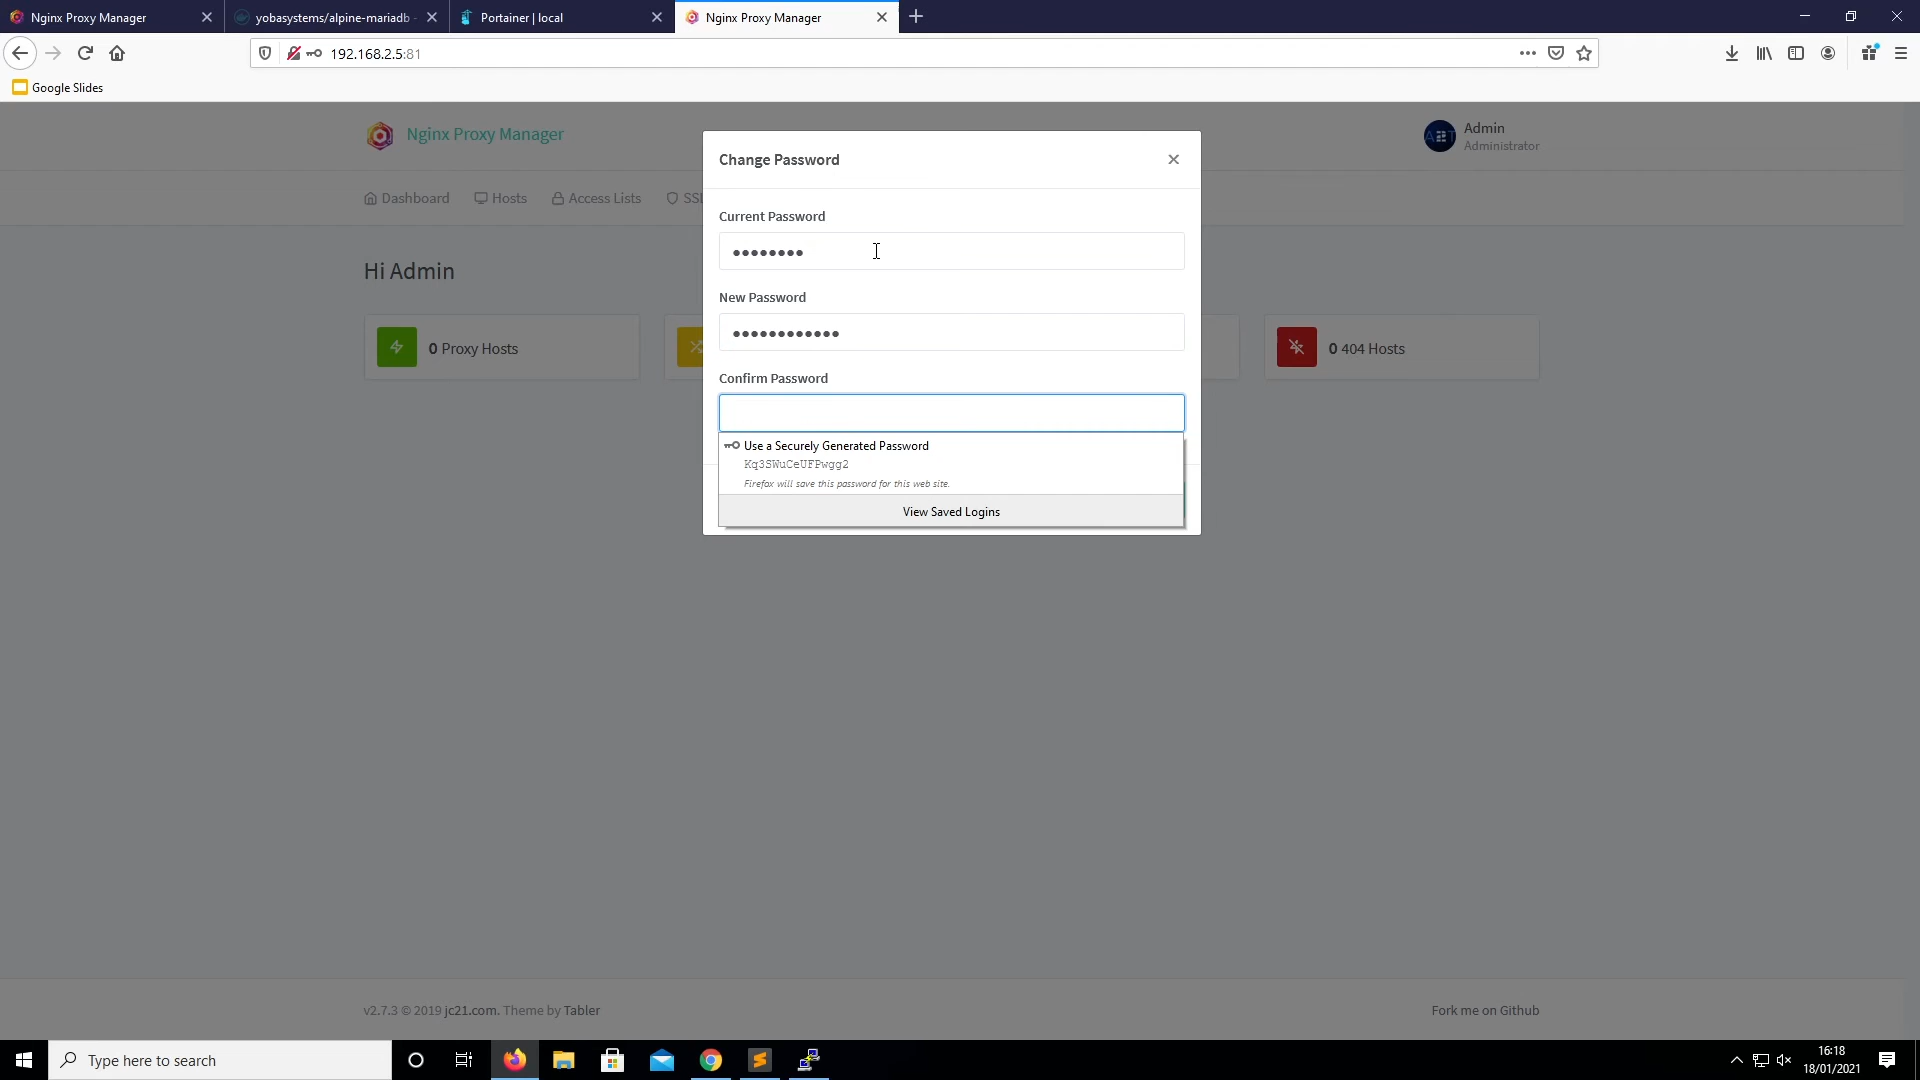 Nginx Proxy Manager
yobasystems/alpine-mariadb -
Portainer | local
Nginx Proxy Manager
192.168.2.5:81
Google Slides
Nginx Proxy Manager
Admin
Administrator
Dashboard
Hosts
Access Lists
SS
Hi Admin
0 Proxy Hosts
0 404 Hosts
Change Password
Current Password
●●●●●●●●
New Password
●●●●●●●●●●●●
Confirm Password
Use a Securely Generated Password
Kq3SWuCeUFPwgg2
Firefox will save this password for this web site.
View Saved Logins
v2.7.3 © 2019 jc21.com. Theme by Tabler
Fork me on Github
Type here to search
16:18
18/01/2021